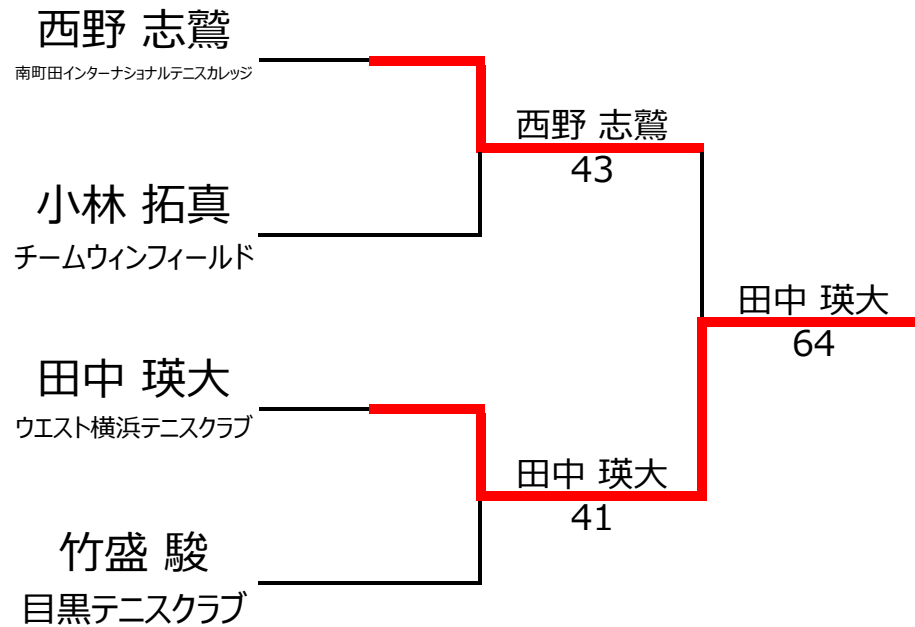 西野 志鷲
南町田インターナショナルテニスカレッジ
西野 志鷲
43
小林 拓真
チームウィンフィールド
田中 瑛大
64
田中 瑛大
ウエスト横浜テニスクラブ
田中 瑛大
41
竹盛 駿
目黒テニスクラブ